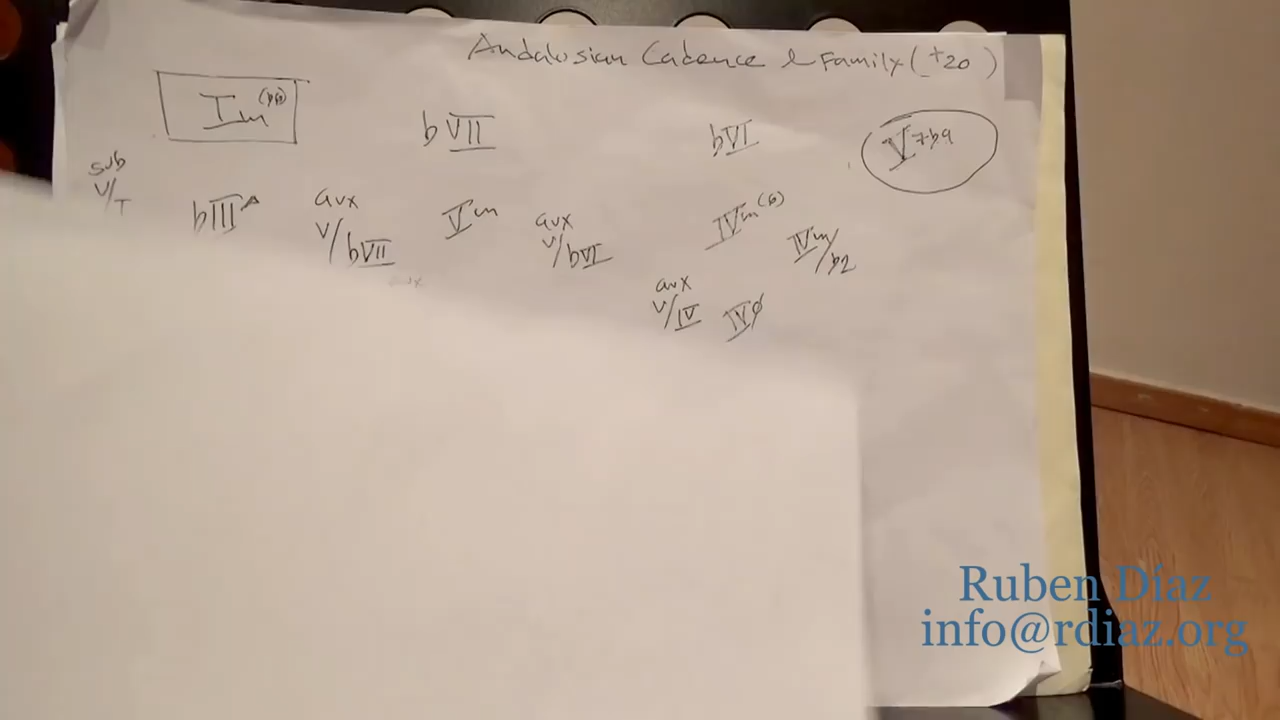 Andalusian Cadence & Family (+20)
Im(b6) bVII bVI V7b9
sub V/T bIIIΔ aux V/bVII Vm aux V/bVI IVm(6) IVm/b2
aux V/IV IVø
Ruben Díaz
info@rdiaz.org